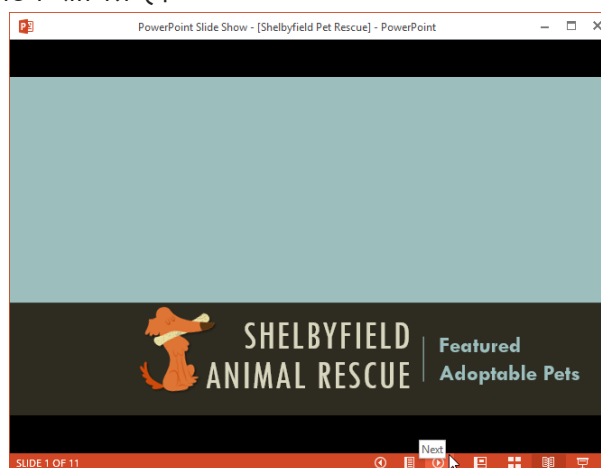 PowerPoint Slide Show - [Shelbyfield Pet Rescue] - PowerPoint
SHELBYFIELD
ANIMAL RESCUE
Featured
Adoptable Pets
Next
SLIDE 1 OF 11